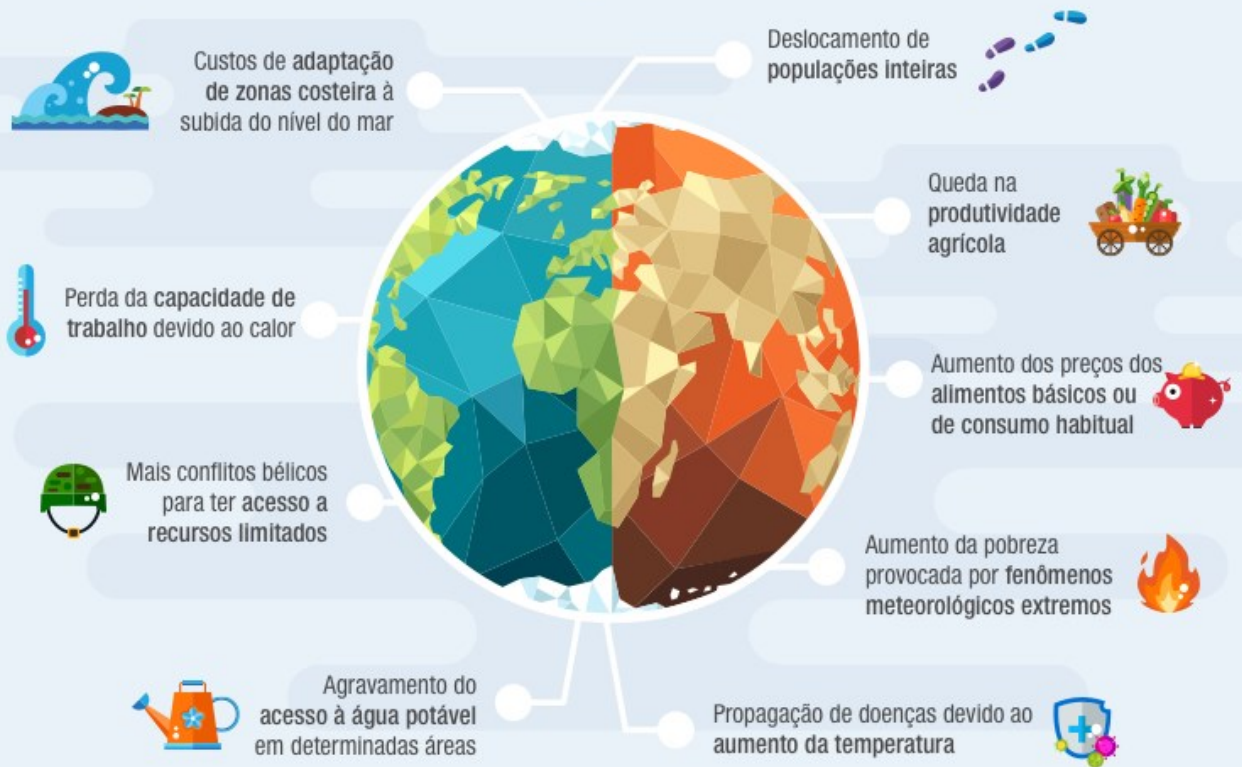 Custos de adaptação
de zonas costeira à
subida do nível do mar
Deslocamento de
populações inteiras
Queda na
produtividade
agrícola
Perda da capacidade de
trabalho devido ao calor
Aumento dos preços dos
alimentos básicos ou
de consumo habitual
Mais conflitos bélicos
para ter acesso a
recursos limitados
Aumento da pobreza
provocada por fenômenos
meteorológicos extremos
Agravamento do
acesso à água potável
em determinadas áreas
Propagação de doenças devido ao
aumento da temperatura